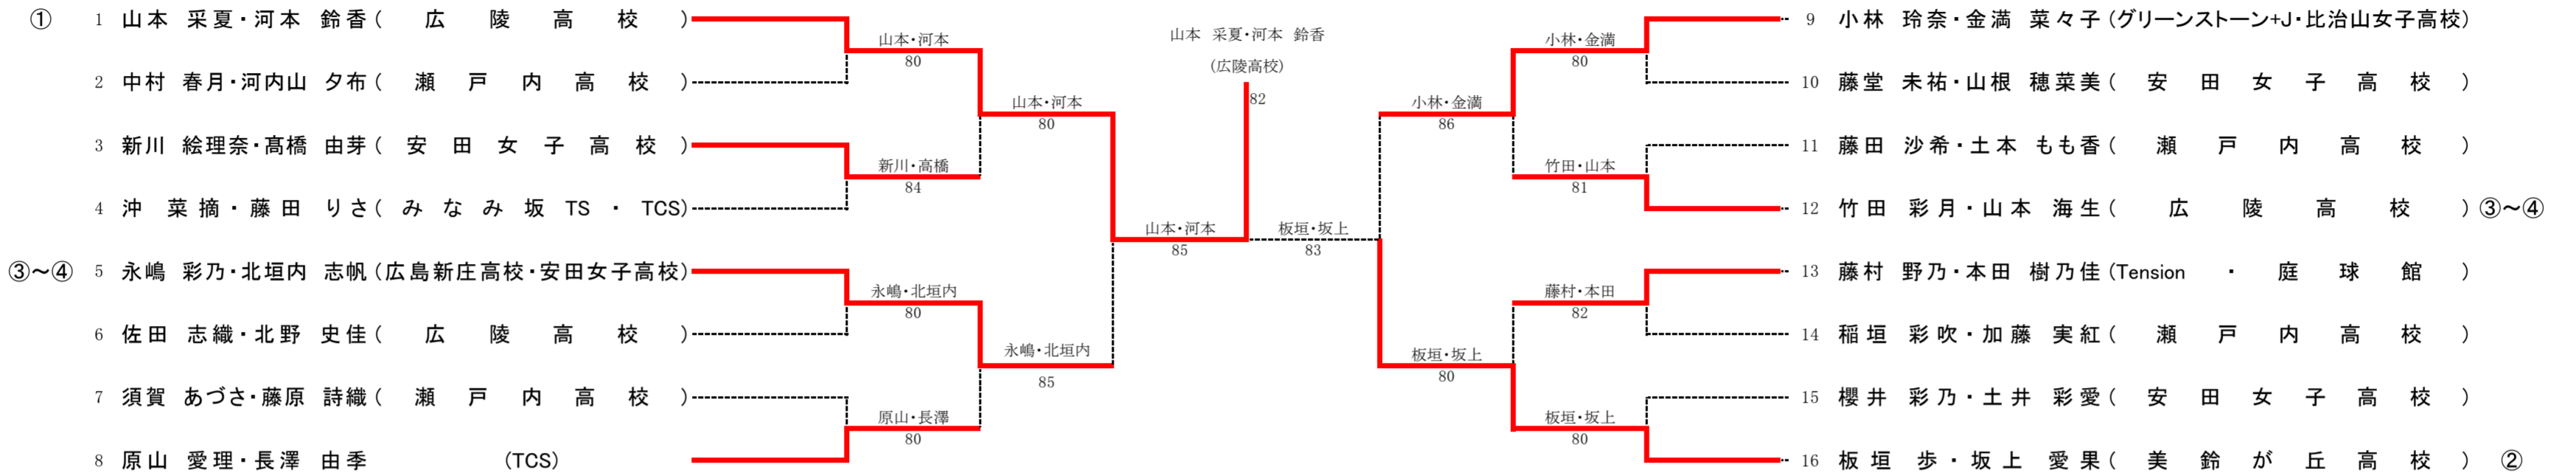 ① 1 山本 采夏・河本 鈴香 ( 広 陵 高 校 )
2 中村 春月・河内山 夕布 ( 瀬 戸 内 高 校 )
3 新川 絵理奈・髙橋 由芽 ( 安 田 女 子 高 校 )
4 沖 菜摘・藤田 りさ ( み な み 坂 TS ・ TCS)
③～④ 5 永嶋 彩乃・北垣内 志帆 (広島新庄高校・安田女子高校)
6 佐田 志織・北野 史佳 ( 広 陵 高 校 )
7 須賀 あづさ・藤原 詩織 ( 瀬 戸 内 高 校 )
8 原山 愛理・長澤 由季 (TCS)
山本・河本
80
新川・高橋
84
永嶋・北垣内
80
原山・長澤
80
山本・河本
80
永嶋・北垣内
85
山本・河本
85
山本 采夏・河本 鈴香
(広陵高校)
82
板垣・坂上
83
小林・金満
86
板垣・坂上
80
小林・金満
80
竹田・山本
81
藤村・本田
82
板垣・坂上
80
9 小林 玲奈・金満 菜々子 (グリーンストーン+J・比治山女子高校)
10 藤堂 未祐・山根 穂菜美 ( 安 田 女 子 高 校 )
11 藤田 沙希・土本 もも香 ( 瀬 戸 内 高 校 )
12 竹田 彩月・山本 海生 ( 広 陵 高 校 ) ③～④
13 藤村 野乃・本田 樹乃佳 (Tension ・ 庭 球 館 )
14 稲垣 彩吹・加藤 実紅 ( 瀬 戸 内 高 校 )
15 櫻井 彩乃・土井 彩愛 ( 安 田 女 子 高 校 )
16 板垣 歩・坂上 愛果 ( 美 鈴 が 丘 高 校 ) ②